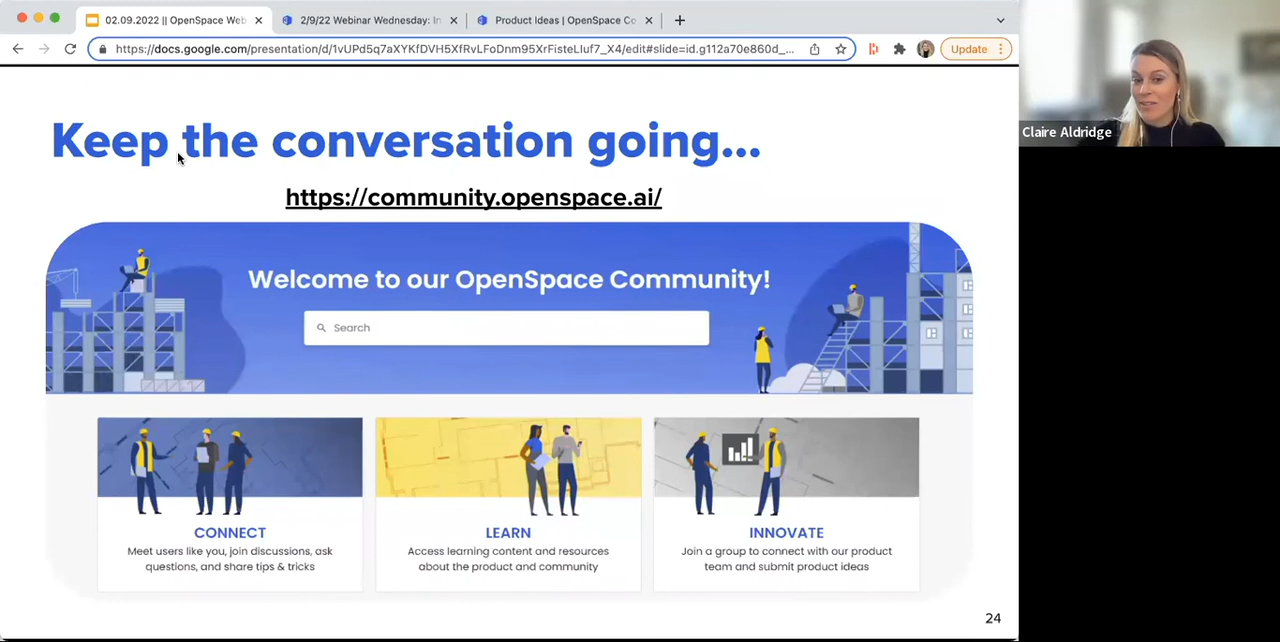 02.09.2022 || OpenSpace Web
2/9/22 Webinar Wednesday: In
Product Ideas | OpenSpace Co
https://docs.google.com/presentation/d/1vUPd5q7aXYKfDVH5XfRvLFoDnm95XrFisteLIuf7_X4/edit#slide=id.g112a70e860d_...
Update
Claire Aldridge
Keep the conversation going...
https://community.openspace.ai/
Welcome to our OpenSpace Community!
Search
CONNECT
Meet users like you, join discussions, ask
questions, and share tips & tricks
LEARN
Access learning content and resources
about the product and community
INNOVATE
Join a group to connect with our product
team and submit product ideas
24